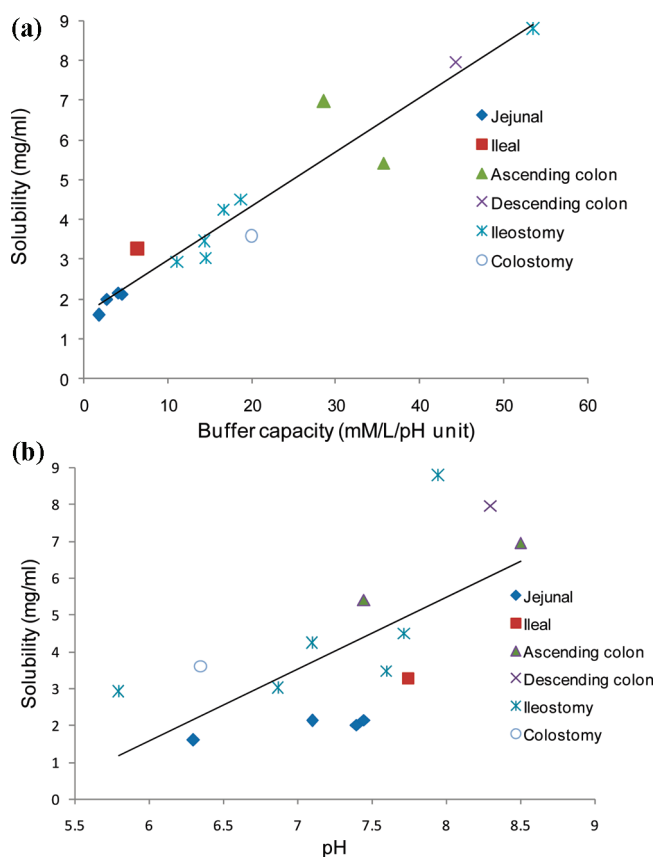 (a)
9
8
7
6
5
4
3
2
1
0
Solubility (mg/ml)
0 10 20 30 40 50 60
Buffer capacity (mM/L/pH unit)
Jejunal
Ileal
Ascending colon
Descending colon
Ileostomy
Colostomy
(b)
9
8
7
6
5
4
3
2
1
0
Solubility (mg/ml)
5.5 6 6.5 7 7.5 8 8.5 9
pH
Jejunal
Ileal
Ascending colon
Descending colon
Ileostomy
Colostomy